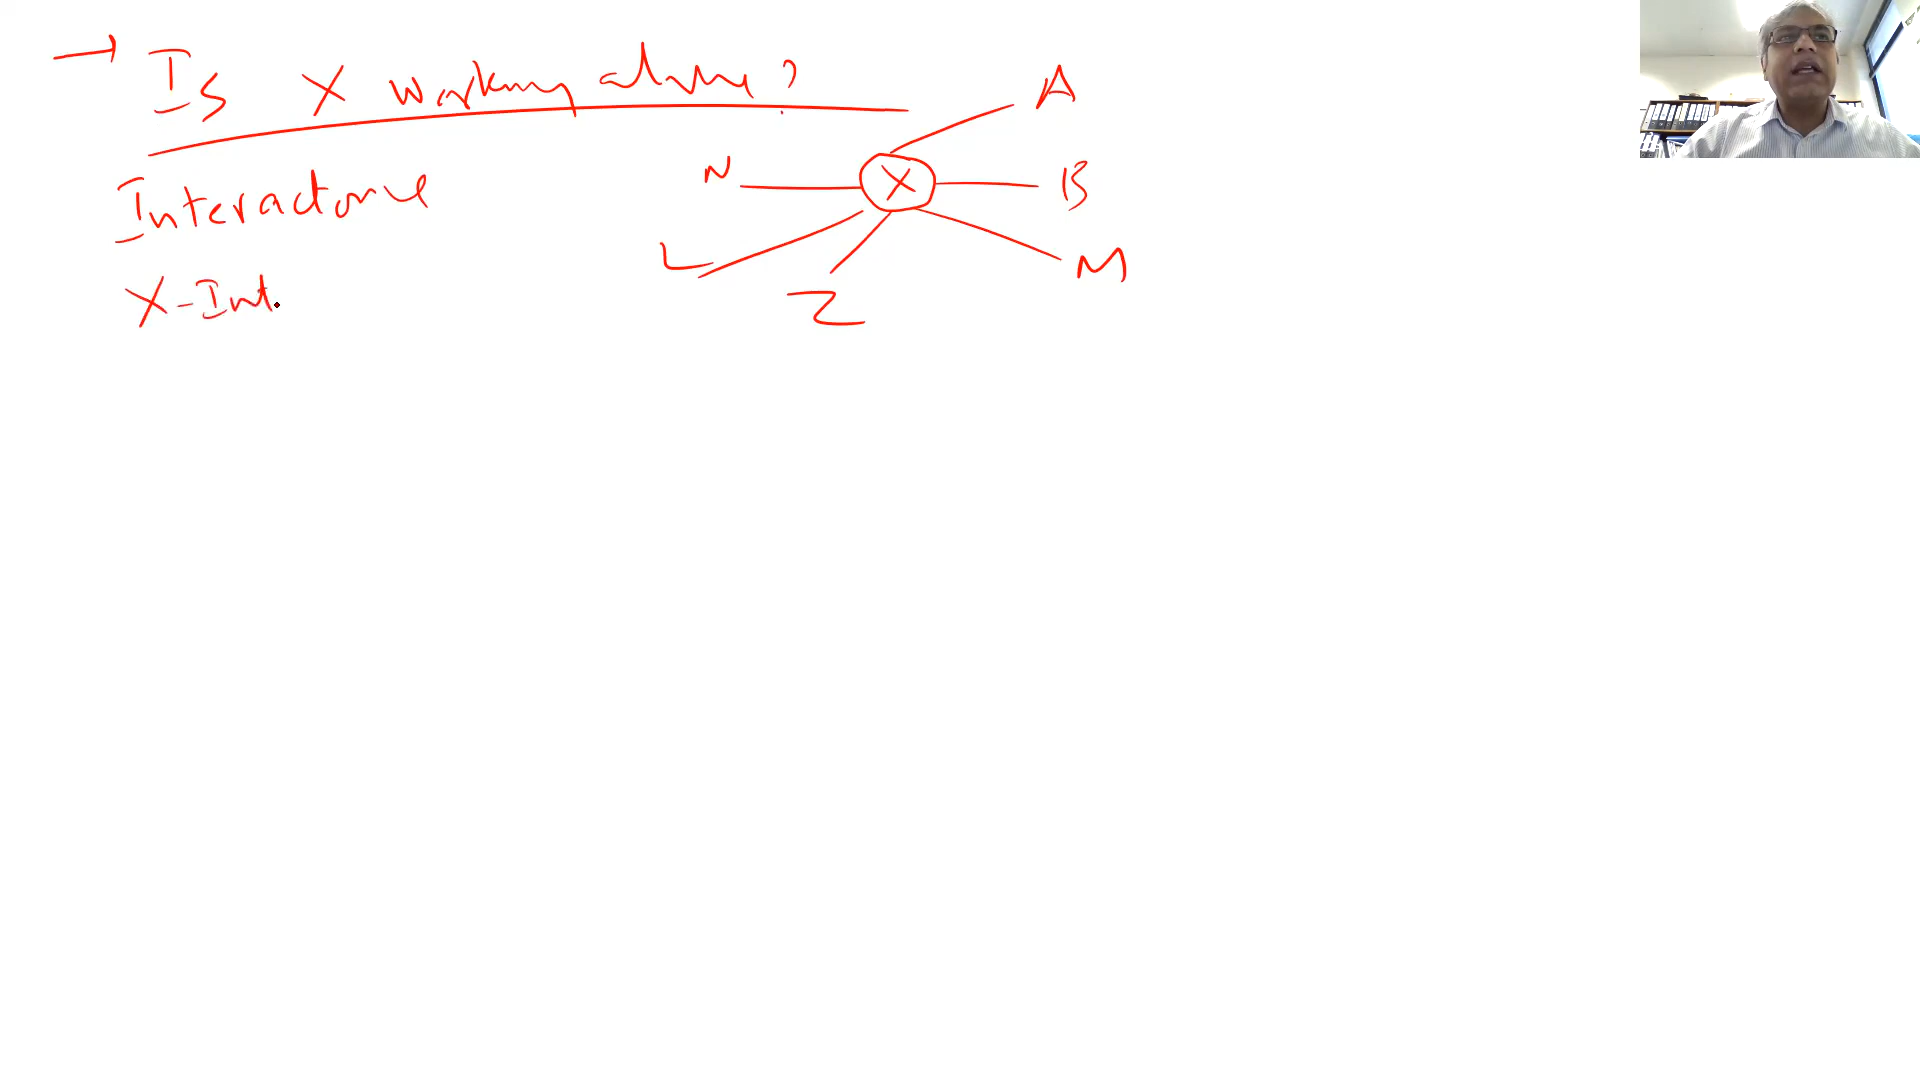 → Is X working alone?
Interactome
X-Int
A
N
X
B
L
Z
M